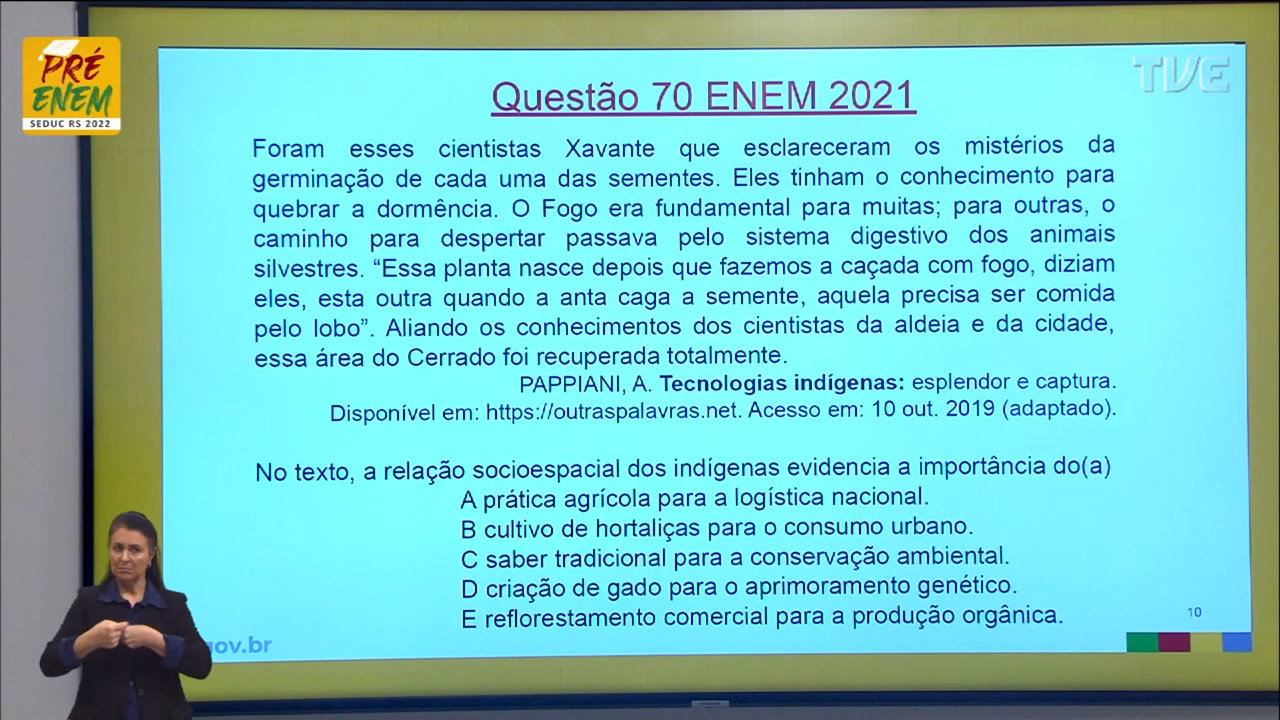 PRÉ
ENEM
SEDUC RS 2022
TVE
Questão 70 ENEM 2021
Foram esses cientistas Xavante que esclareceram os mistérios da
germinação de cada uma das sementes. Eles tinham o conhecimento para
quebrar a dormência. O Fogo era fundamental para muitas; para outras, o
caminho para despertar passava pelo sistema digestivo dos animais
silvestres. “Essa planta nasce depois que fazemos a caçada com fogo, diziam
eles, esta outra quando a anta caga a semente, aquela precisa ser comida
pelo lobo”. Aliando os conhecimentos dos cientistas da aldeia e da cidade,
essa área do Cerrado foi recuperada totalmente.
PAPPIANI, A. Tecnologias indígenas: esplendor e captura.
Disponível em: https://outraspalavras.net. Acesso em: 10 out. 2019 (adaptado).
No texto, a relação socioespacial dos indígenas evidencia a importância do(a)
A prática agrícola para a logística nacional.
B cultivo de hortaliças para o consumo urbano.
C saber tradicional para a conservação ambiental.
D criação de gado para o aprimoramento genético.
E reflorestamento comercial para a produção orgânica.
10
gov.br